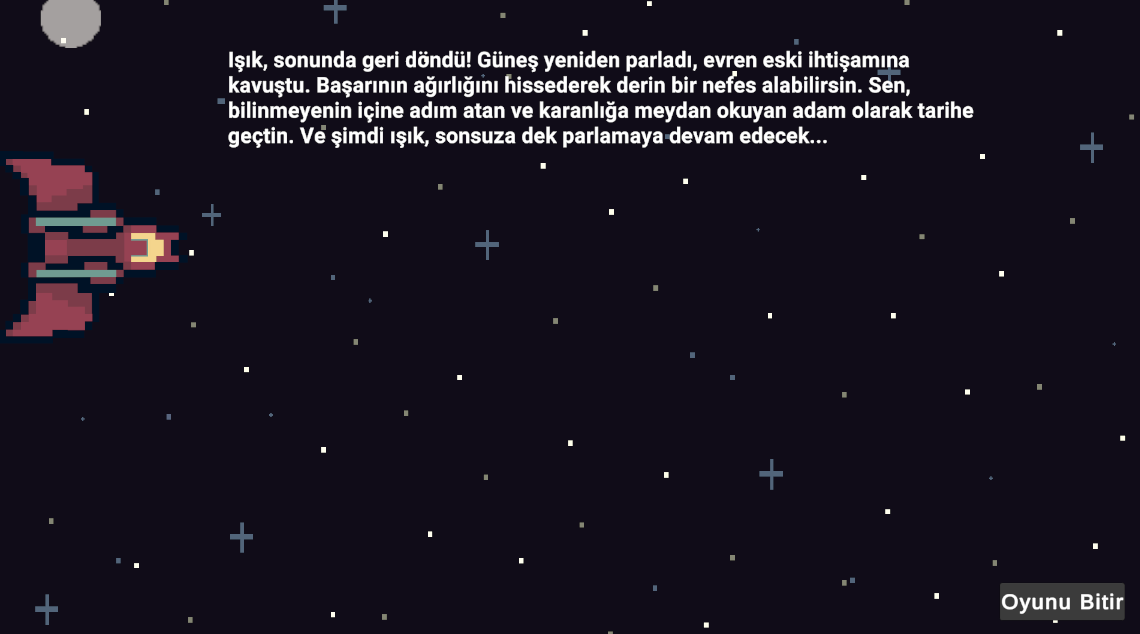 Işık, sonunda geri döndü! Güneş yeniden parladı, evren eski ihtişamına
kavuştu. Başarının ağırlığını hissederek derin bir nefes alabilirsin. Sen,
bilinmeyenin içine adım atan ve karanlığa meydan okuyan adam olarak tarihe
geçtin. Ve şimdi ışık, sonsuza dek parlamaya devam edecek...
Oyunu Bitir